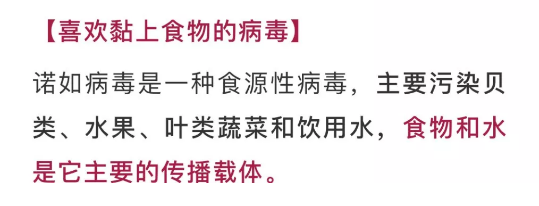 【喜欢黏上食物的病毒】
诺如病毒是一种食源性病毒，主要污染贝
类、水果、叶类蔬菜和饮用水，食物和水
是它主要的传播载体。